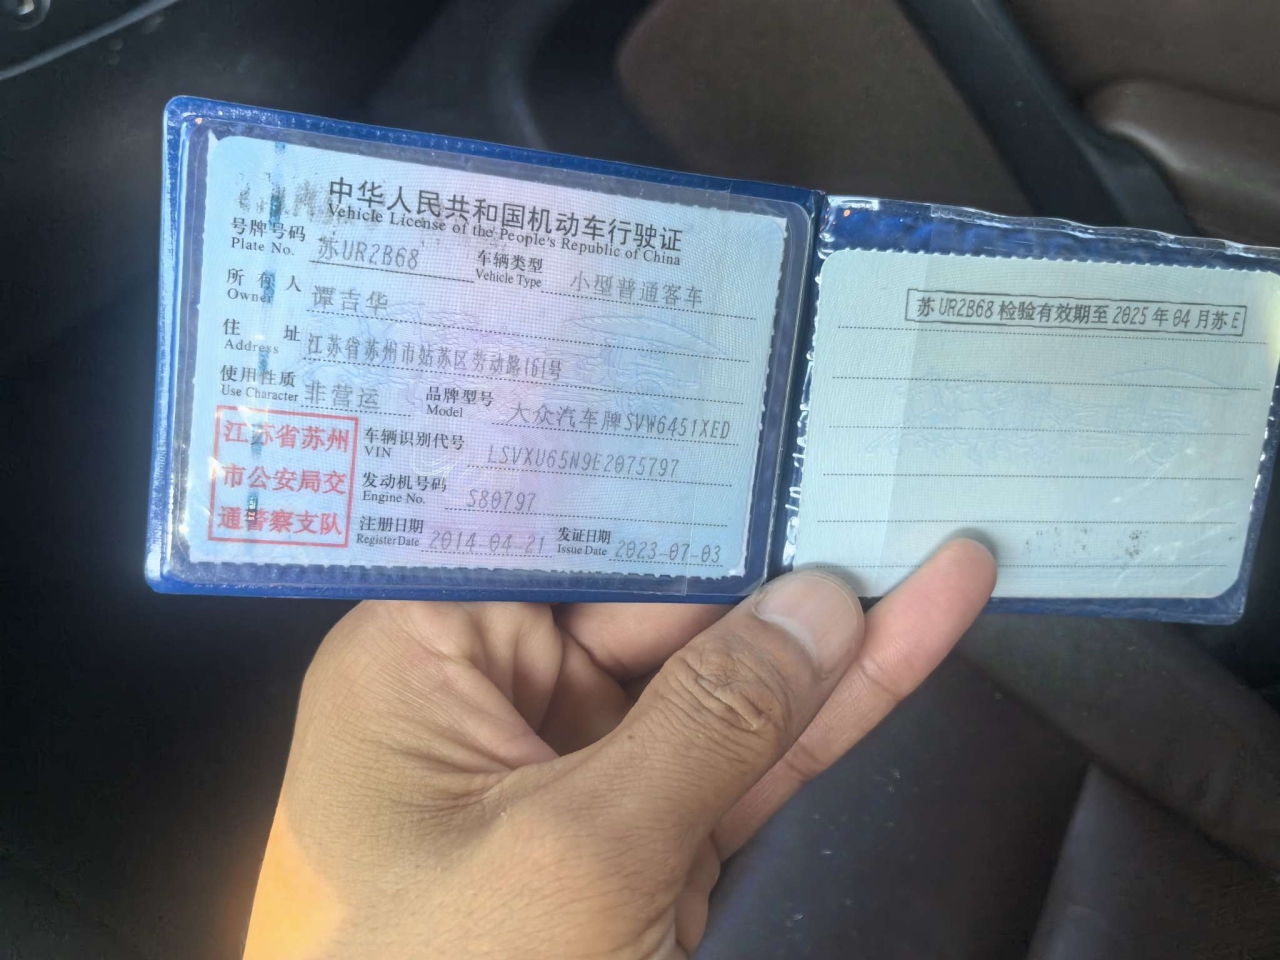 中华人民共和国机动车行驶证
Vehicle License of the People's Republic of China
号牌号码 苏UR2B68 车辆类型 小型普通客车
Plate No. Vehicle Type
所有人 谭吉华
Owner
住址 江苏省苏州市姑苏区劳动路161号
Address
使用性质 非营运 品牌型号 大众汽车牌SVW6451XED
Use Character Model
江苏省苏州
市公安局交
通警察支队
车辆识别代号 LSVXU65N9E2075797
VIN
发动机号码 S80797
Engine No.
注册日期 2014-04-21 发证日期 2023-07-03
Register Date Issue Date
苏UR2B68检验有效期至2025年04月苏E